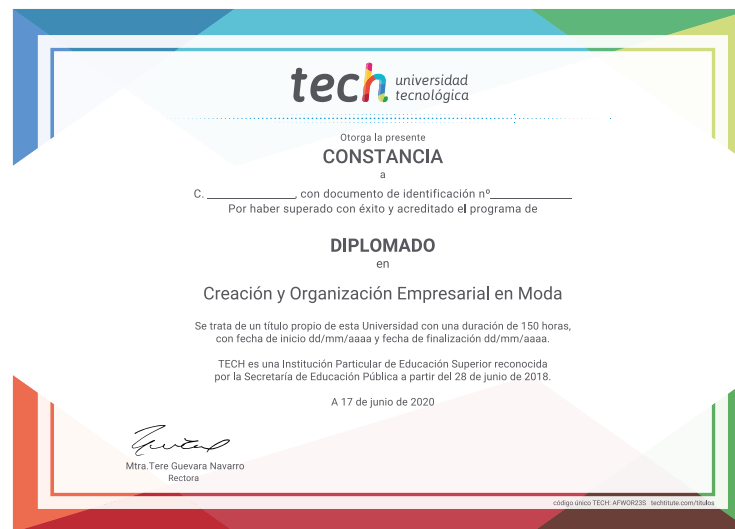 tech universidad
tecnológica
Otorga la presente
CONSTANCIA
a
C. _______________, con documento de identificación nº______________
Por haber superado con éxito y acreditado el programa de
DIPLOMADO
en
Creación y Organización Empresarial en Moda
Se trata de un título propio de esta Universidad con una duración de 150 horas,
con fecha de inicio dd/mm/aaaa y fecha de finalización dd/mm/aaaa.
TECH es una Institución Particular de Educación Superior reconocida
por la Secretaría de Educación Pública a partir del 28 de junio de 2018.
A 17 de junio de 2020
Mtra.Tere Guevara Navarro
Rectora
código único TECH: AFWOR23S techtitute.com/titulos